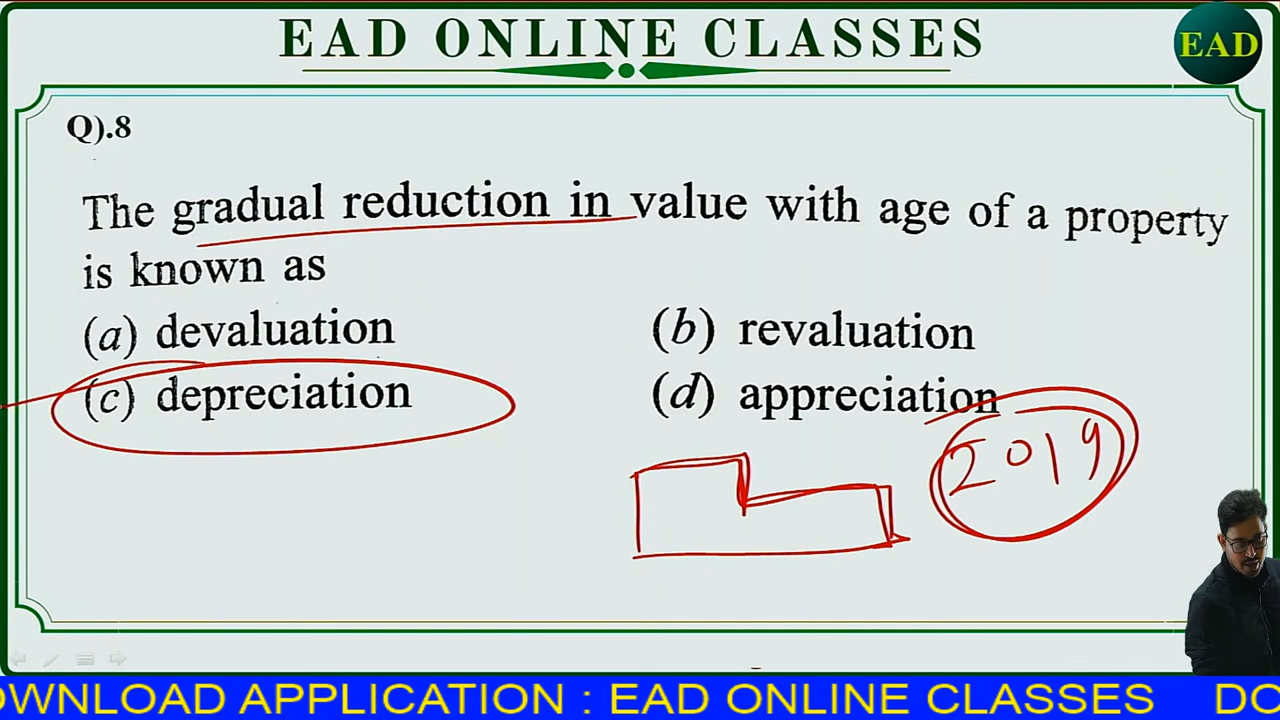 EAD ONLINE CLASSES
EAD
Q).8
The gradual reduction in value with age of a property
is known as
(a) devaluation
(b) revaluation
(c) depreciation
(d) appreciation
2019
OWNLOAD APPLICATION : EAD ONLINE CLASSES DO